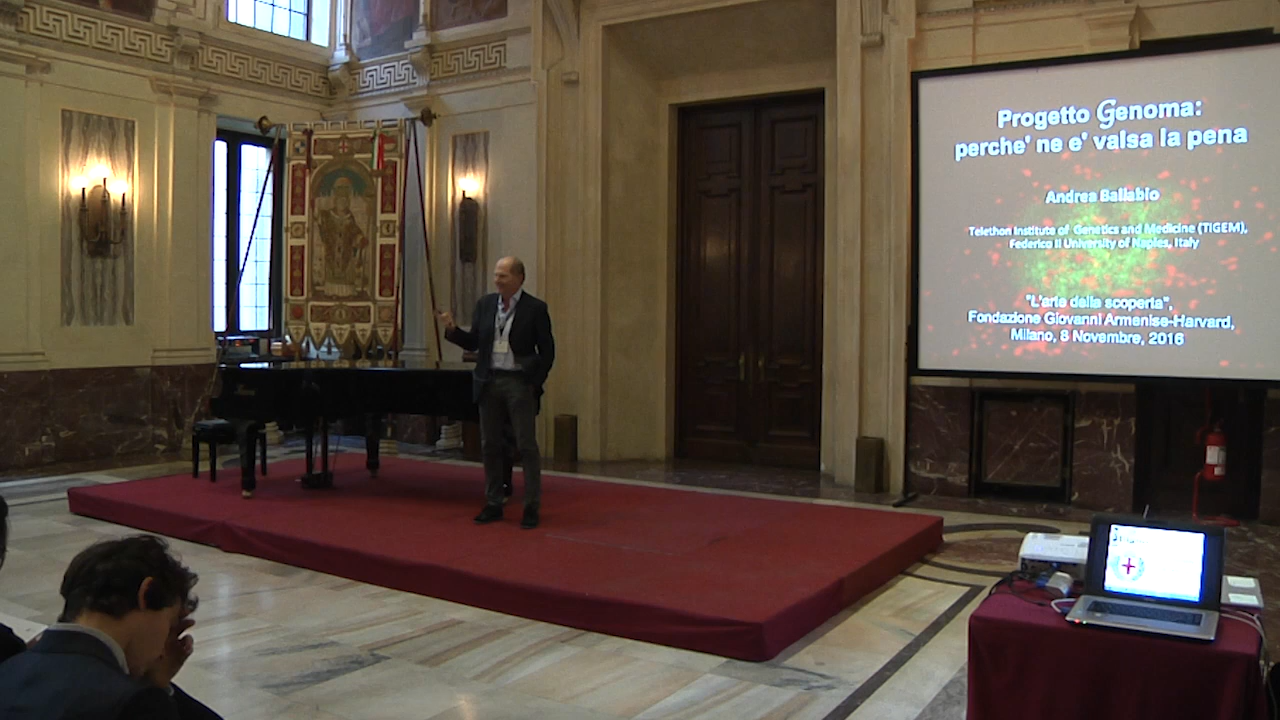 Progetto Genoma:
perche' ne e' valsa la pena
Andrea Ballabio
Telethon Institute of Genetics and Medicine (TIGEM),
Federico II University of Naples, Italy
"L'arte della scoperta",
Fondazione Giovanni Armenise-Harvard,
Milano, 8 Novembre, 2016